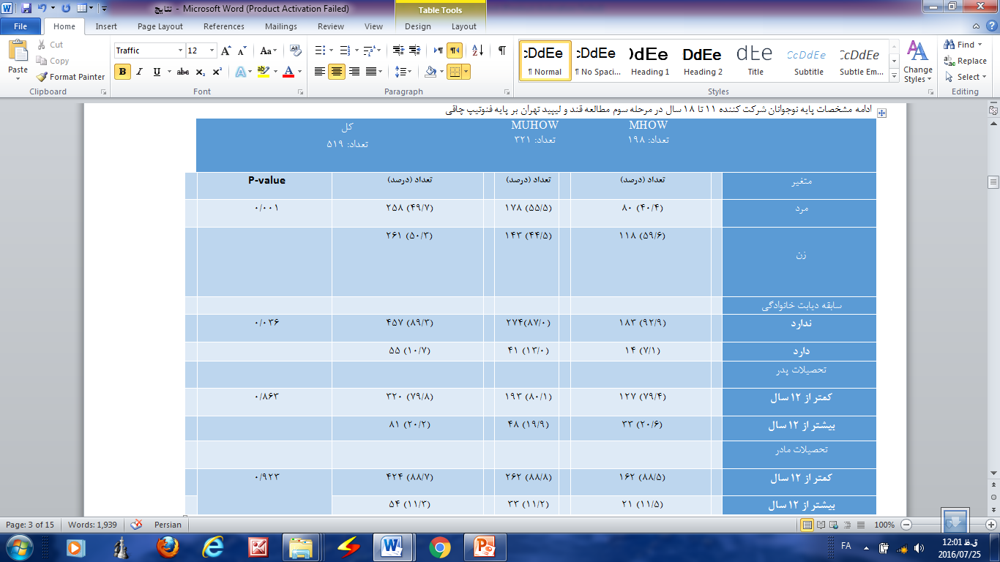 نتایج - Microsoft Word (Product Activation Failed)
Table Tools
File Home Insert Page Layout References Mailings Review View Design Layout
Paste
Cut
Copy
Format Painter
Clipboard
Traffic 12
Font
Paragraph
¶ Normal
¶ No Spaci...
Heading 1
Heading 2
Title
Subtitle
Subtle Em...
Styles
Change Styles
Find
Replace
Select
Editing
ادامه مشخصات پایه نوجوانان شرکت کننده ۱۱ تا ۱۸ سال در مرحله سوم مطالعه قند و لیپید تهران بر پایه فنوتیپ چاقی
MHOW MUHOW کل
تعداد: ۱۹۸ تعداد: ۳۲۱ تعداد: ۵۱۹
متغیر تعداد (درصد) تعداد (درصد) تعداد (درصد) P-value
مرد ۸۰ (۴۰/۴) ۱۷۸ (۵۵/۵) ۲۵۸ (۴۹/۷) ۰/۰۰۱
زن ۱۱۸ (۵۹/۶) ۱۴۳ (۴۴/۵) ۲۶۱ (۵۰/۳)
سابقه دیابت خانوادگی
ندارد ۱۸۳ (۹۲/۹) ۲۷۴(۸۷/۰) ۴۵۷ (۸۹/۳) ۰/۰۳۶
دارد ۱۴ (۷/۱) ۴۱ (۱۳/۰) ۵۵ (۱۰/۷)
تحصیلات پدر
کمتر از ۱۲ سال ۱۲۷ (۷۹/۴) ۱۹۳ (۸۰/۱) ۳۲۰ (۷۹/۸) ۰/۸۶۳
بیشتر از ۱۲ سال ۳۳ (۲۰/۶) ۴۸ (۱۹/۹) ۸۱ (۲۰/۲)
تحصیلات مادر
کمتر از ۱۲ سال ۱۶۲ (۸۸/۵) ۲۶۲ (۸۸/۸) ۴۲۴ (۸۸/۷) ۰/۹۲۳
بیشتر از ۱۲ سال ۲۱ (۱۱/۵) ۳۳ (۱۱/۲) ۵۴ (۱۱/۳)
Page: 3 of 15 Words: 1,939 Persian 100%
FA
12:01 ق.ظ
2016/07/25